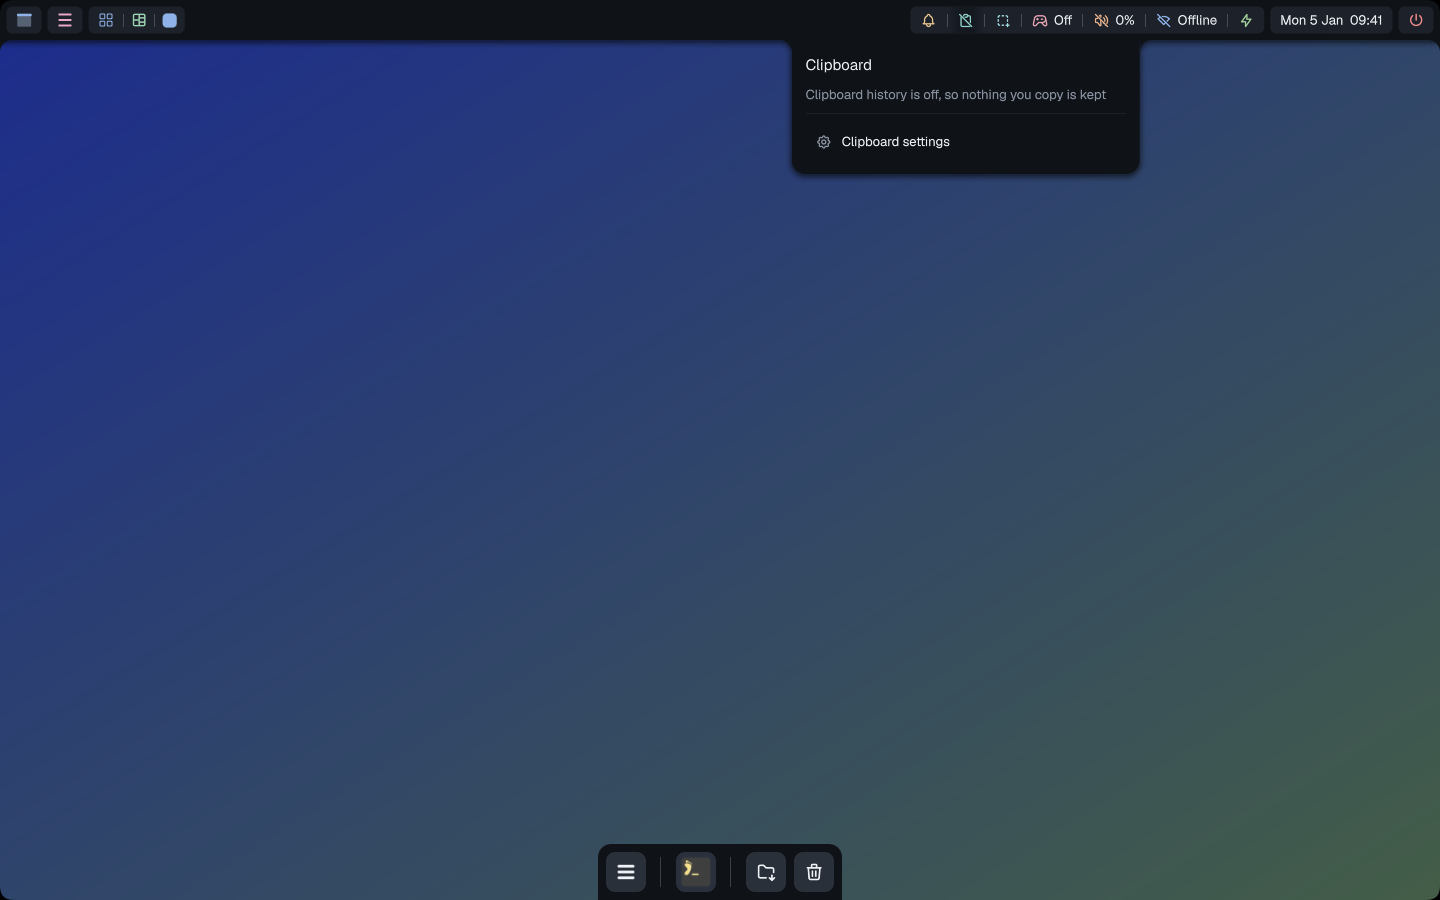 Off
0%
Offline
Mon 5 Jan 09:41
Clipboard
Clipboard history is off, so nothing you copy is kept
Clipboard settings